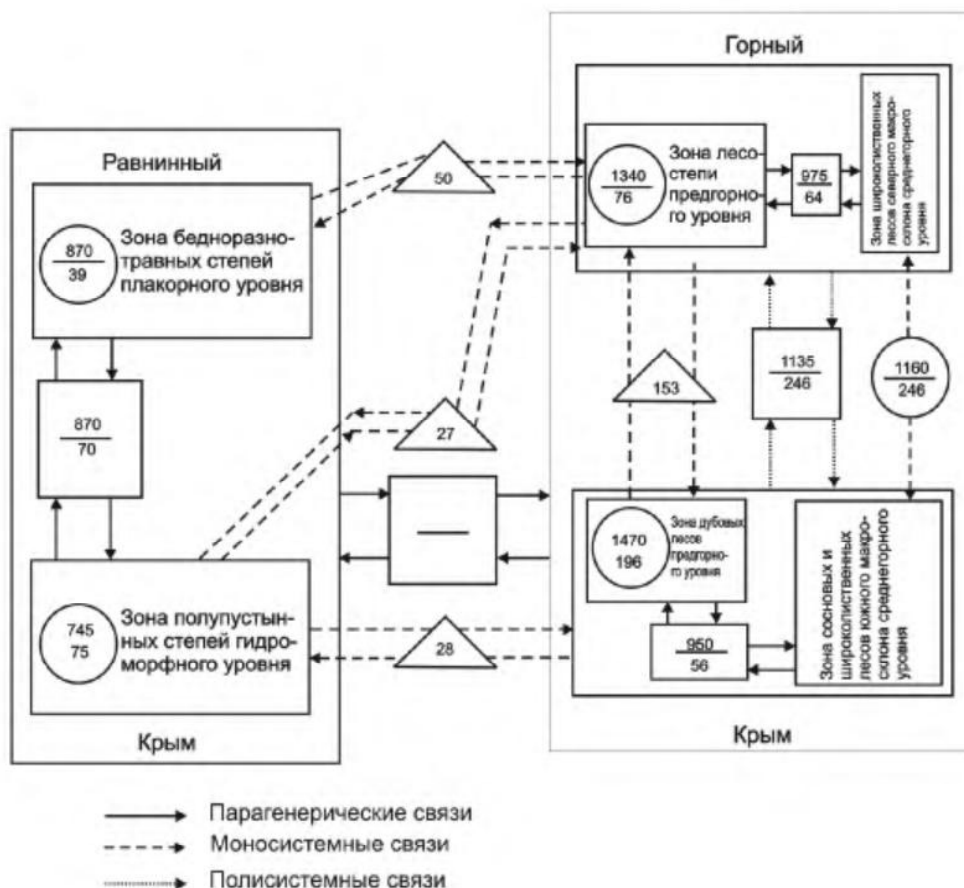 Горный
Равнинный
870
39
Зона бедноразно-
травных степей
плакорного уровня
870
70
745
75
Зона полупустын-
ных степей гидро-
морфного уровня
Крым
50
27
28
1340
76
Зона лесо-
степи
предгорно-
го уровня
975
64
Зона широколиственных
лесов северного макро-
склона среднегорного
уровня
153
1135
246
1160
246
1470
196
Зона дубовых
лесов
предгорно-
го уровня
950
56
Зона сосновых и
широколиственных
лесов южного макро-
склона среднегорного
уровня
Крым
Парагенерические связи
Моносистемные связи
Полисистемные связи